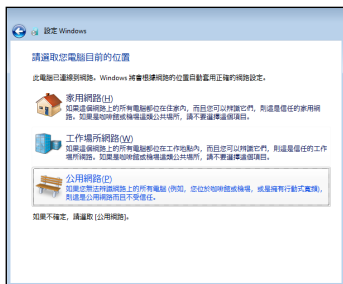 設定 Windows
請選取您電腦目前的位置
此電腦已連線到網路。Windows 將會根據網路的位置自動套用正確的網路設定。
家用網路(H)
如果這個網路上的所有電腦都位在住家內，而且您可以辨識它們，則這是信任的家用網
路。如果是咖啡館或機場這類公共場所，請不要選擇這個項目。
工作場所網路(W)
如果這個網路上的所有電腦都位在工作地點內，而且您可以辨識它們，則這是信任的工作
場所網路。如果是咖啡館或機場這類公共場所，請不要選擇這個項目。
公用網路(P)
如果您無法辨識網路上的所有電腦 (例如，您位於咖啡館或機場，或是擁有行動式寬頻)，
則這是公用網路而且不受信任。
如果不確定，請選取 [公用網路]。